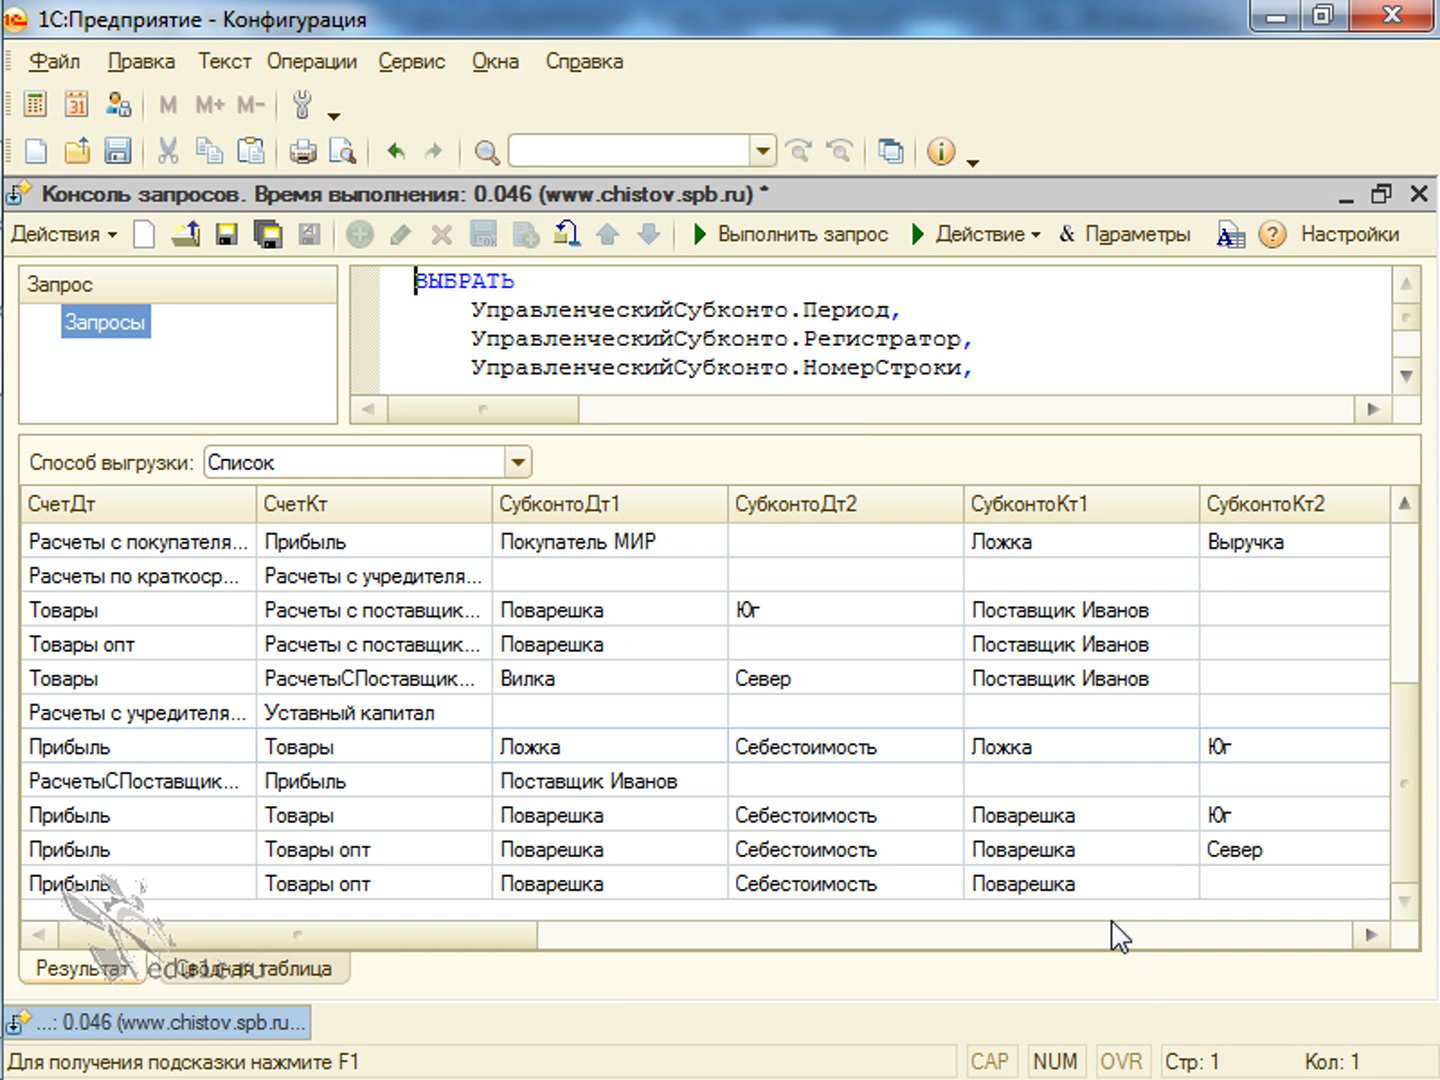 1С:Предприятие - Конфигурация
Файл Правка Текст Операции Сервис Окна Справка
31 M M+ M-
Консоль запросов. Время выполнения: 0.046 (www.chistov.spb.ru) *
Действия Выполнить запрос Действие & Параметры ? Настройки
Запрос
Запросы
ВЫБРАТЬ
УправленческийСубконто.Период,
УправленческийСубконто.Регистратор,
УправленческийСубконто.НомерСтроки,
Способ выгрузки: Список
СчетДт СчетКт СубконтоДт1 СубконтоДт2 СубконтоКт1 СубконтоКт2
Расчеты с покупателя... Прибыль Покупатель МИР Ложка Выручка
Расчеты по краткоср... Расчеты с учредителя...
Товары Расчеты с поставщик... Поварешка Юг Поставщик Иванов
Товары опт Расчеты с поставщик... Поварешка Поставщик Иванов
Товары РасчетыСПоставщик... Вилка Север Поставщик Иванов
Расчеты с учредителя... Уставный капитал
Прибыль Товары Ложка Себестоимость Ложка Юг
РасчетыСПоставщик... Прибыль Поставщик Иванов
Прибыль Товары Поварешка Себестоимость Поварешка Юг
Прибыль Товары опт Поварешка Себестоимость Поварешка Север
Прибыль Товары опт Поварешка Себестоимость Поварешка
Результат Сводная таблица
edu1c.ru
...: 0.046 (www.chistov.spb.ru...
Для получения подсказки нажмите F1 CAP NUM OVR Стр: 1 Кол: 1